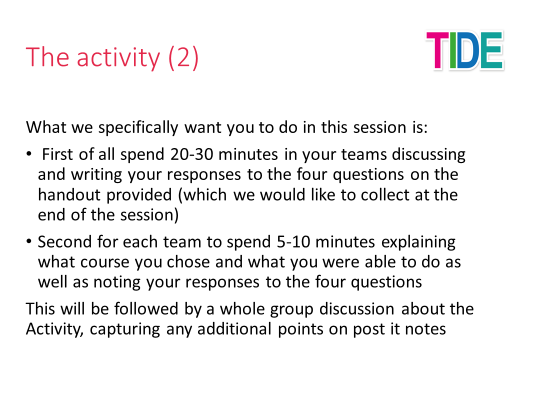 The activity (2)
TIDE
What we specifically want you to do in this session is:
• First of all spend 20-30 minutes in your teams discussing
and writing your responses to the four questions on the
handout provided (which we would like to collect at the
end of the session)
• Second for each team to spend 5-10 minutes explaining
what course you chose and what you were able to do as
well as noting your responses to the four questions
This will be followed by a whole group discussion about the
Activity, capturing any additional points on post it notes